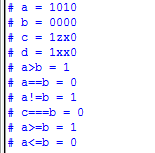 # a = 1010
# b = 0000
# c = 1zx0
# d = 1xx0
# a>b = 1
# a==b = 0
# a!=b = 1
# c===b = 0
# a>=b = 1
# a<=b = 0